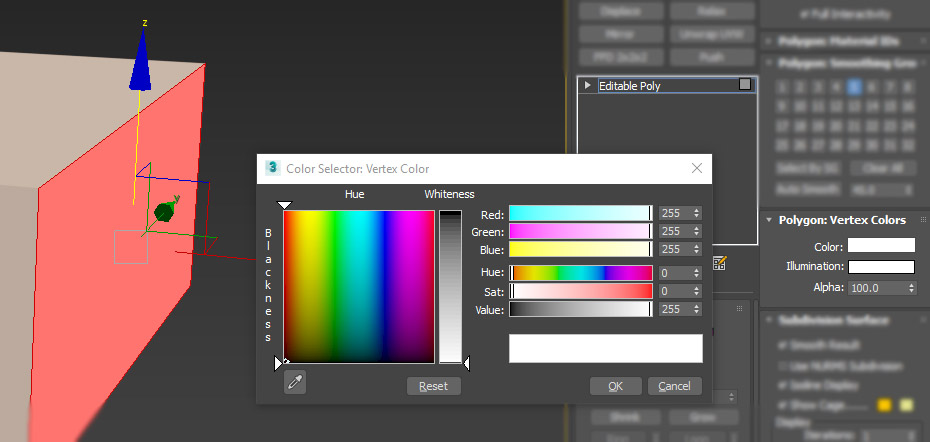 z
y
Displace
Relax
Mirror
Unwrap UVW
Push
Editable Poly
Full Interactivity
Polygon: Material IDs
Polygon: Smoothing Gro
1 2 3 4 5 6 7 8
9 10 11 12 13 14 15 16
17 18 19 20 21 22 23 24
25 26 27 28 29 30 31 32
Select By SG
Clear All
Auto Smooth
Polygon: Vertex Colors
Color:
Illumination:
Alpha: 100.0
Subdivision Surface
Smooth Result
Use NURMS Subdivision
Isoline Display
Show Cage......
Display
Iterations:
Shrink
Grow
3
Color Selector: Vertex Color
Hue
Whiteness
Blackness
Red: 255
Green: 255
Blue: 255
Hue: 0
Sat: 0
Value: 255
Reset
OK
Cancel